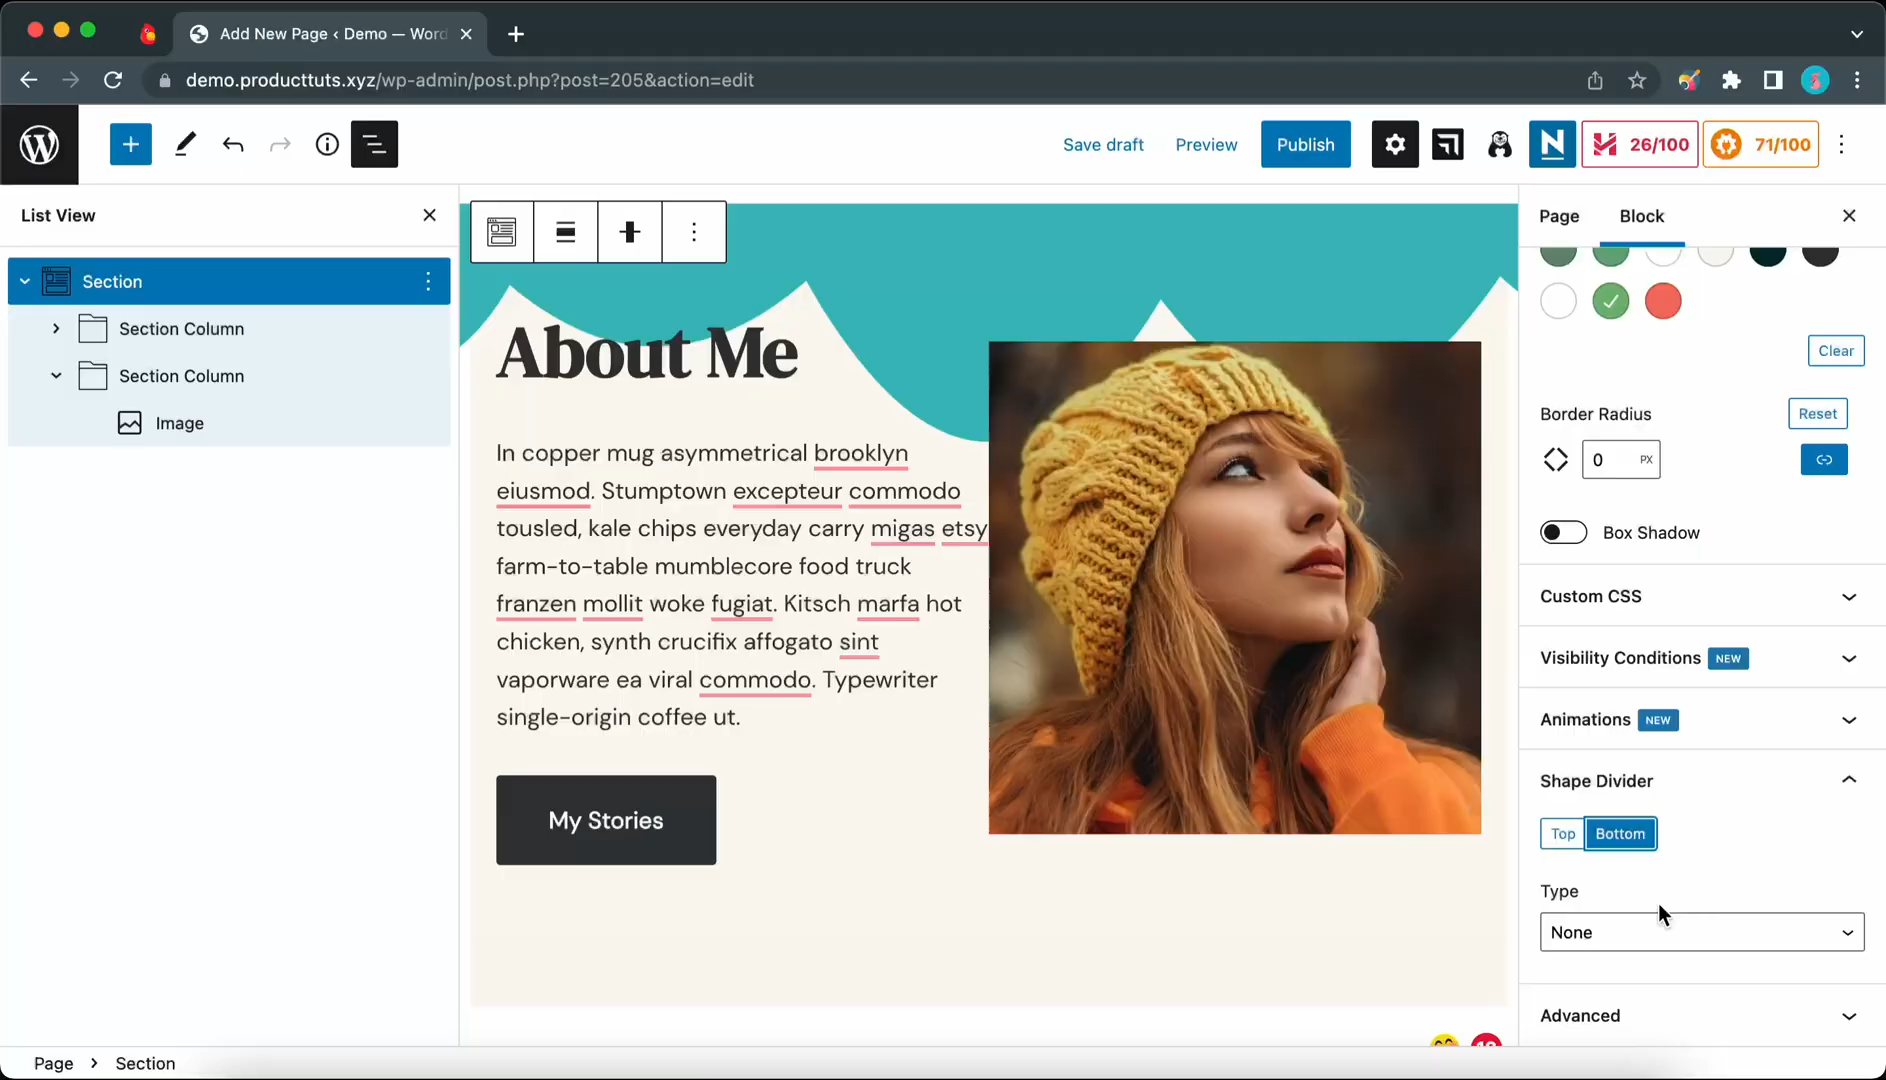 Add New Page ‹ Demo — Word
demo.producttuts.xyz/wp-admin/post.php?post=205&action=edit
Save draft
Preview
Publish
26/100
71/100
List View
Section
Section Column
Section Column
Image
About Me
In copper mug asymmetrical brooklyn
eiusmod. Stumptown excepteur commodo
tousled, kale chips everyday carry migas etsy
farm-to-table mumblecore food truck
franzen mollit woke fugiat. Kitsch marfa hot
chicken, synth crucifix affogato sint
vaporware ea viral commodo. Typewriter
single-origin coffee ut.
My Stories
Page
Block
Clear
Border Radius
Reset
0
PX
Box Shadow
Custom CSS
Visibility Conditions NEW
Animations NEW
Shape Divider
Top
Bottom
Type
None
Advanced
Page
Section